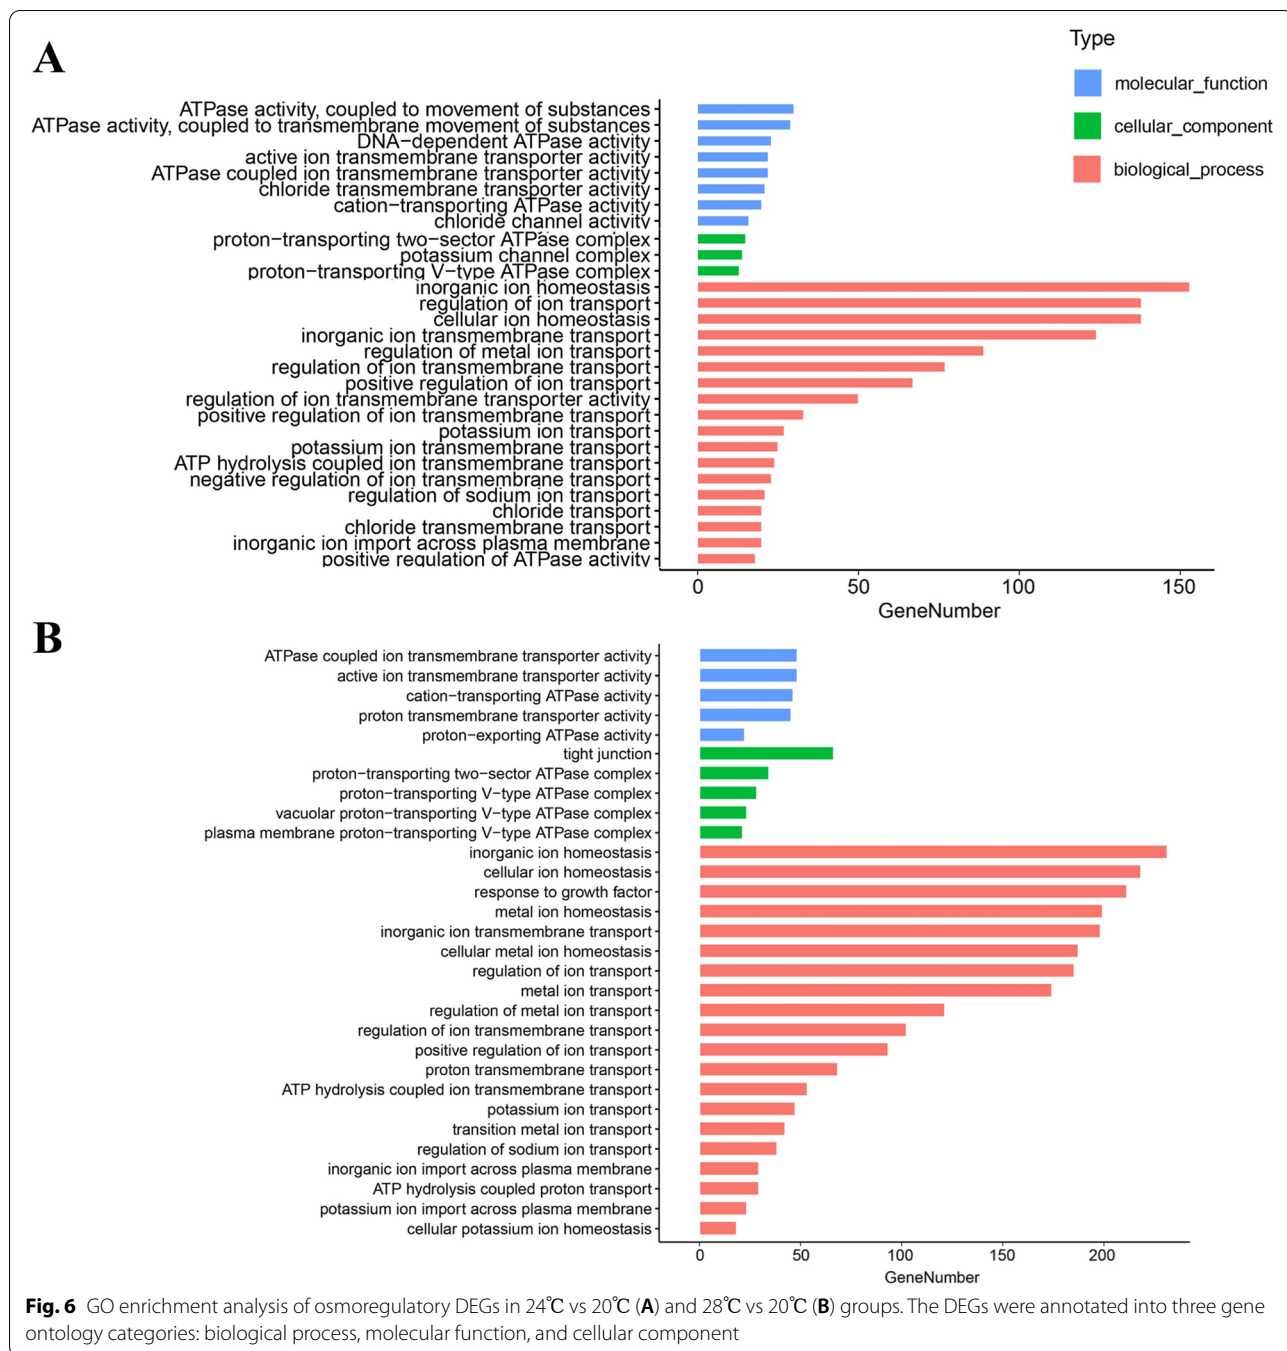 A
Type
molecular_function
cellular_component
biological_process
ATPase activity, coupled to movement of substances
ATPase activity, coupled to transmembrane movement of substances
DNA−dependent ATPase activity
active ion transmembrane transporter activity
ATPase coupled ion transmembrane transporter activity
chloride transmembrane transporter activity
cation−transporting ATPase activity
chloride channel activity
proton−transporting two−sector ATPase complex
potassium channel complex
proton−transporting V−type ATPase complex
inorganic ion homeostasis
regulation of ion transport
cellular ion homeostasis
inorganic ion transmembrane transport
regulation of metal ion transport
regulation of ion transmembrane transport
positive regulation of ion transport
regulation of ion transmembrane transporter activity
positive regulation of ion transmembrane transport
potassium ion transport
potassium ion transmembrane transport
ATP hydrolysis coupled ion transmembrane transport
negative regulation of ion transmembrane transport
regulation of sodium ion transport
chloride transport
chloride transmembrane transport
inorganic ion import across plasma membrane
positive regulation of ATPase activity
0 50 100 150
GeneNumber
B
ATPase coupled ion transmembrane transporter activity
active ion transmembrane transporter activity
cation−transporting ATPase activity
proton transmembrane transporter activity
proton−exporting ATPase activity
tight junction
proton−transporting two−sector ATPase complex
proton−transporting V−type ATPase complex
vacuolar proton−transporting V−type ATPase complex
plasma membrane proton−transporting V−type ATPase complex
inorganic ion homeostasis
cellular ion homeostasis
response to growth factor
metal ion homeostasis
inorganic ion transmembrane transport
cellular metal ion homeostasis
regulation of ion transport
metal ion transport
regulation of metal ion transport
regulation of ion transmembrane transport
positive regulation of ion transport
proton transmembrane transport
ATP hydrolysis coupled ion transmembrane transport
potassium ion transport
transition metal ion transport
regulation of sodium ion transport
inorganic ion import across plasma membrane
ATP hydrolysis coupled proton transport
potassium ion import across plasma membrane
cellular potassium ion homeostasis
0 50 100 150 200
GeneNumber
Fig. 6 GO enrichment analysis of osmoregulatory DEGs in 24℃ vs 20℃ (A) and 28℃ vs 20℃ (B) groups. The DEGs were annotated into three gene
ontology categories: biological process, molecular function, and cellular component